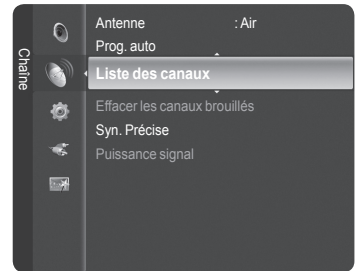 Chaîne
Antenne : Air
Prog. auto
Liste des canaux
Effacer les canaux brouillés
Syn. Précise
Puissance signal